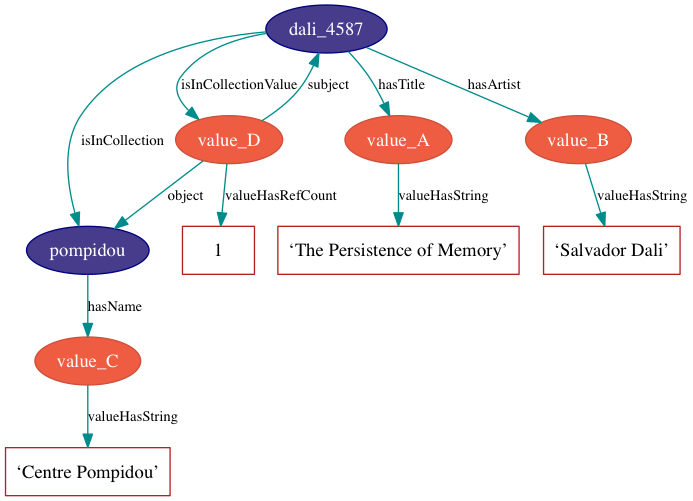 dali_4587
isInCollectionValue
subject
hasTitle
hasArtist
isInCollection
value_D
value_A
value_B
object
valueHasRefCount
valueHasString
valueHasString
pompidou
1
‘The Persistence of Memory’
‘Salvador Dali’
hasName
value_C
valueHasString
‘Centre Pompidou’